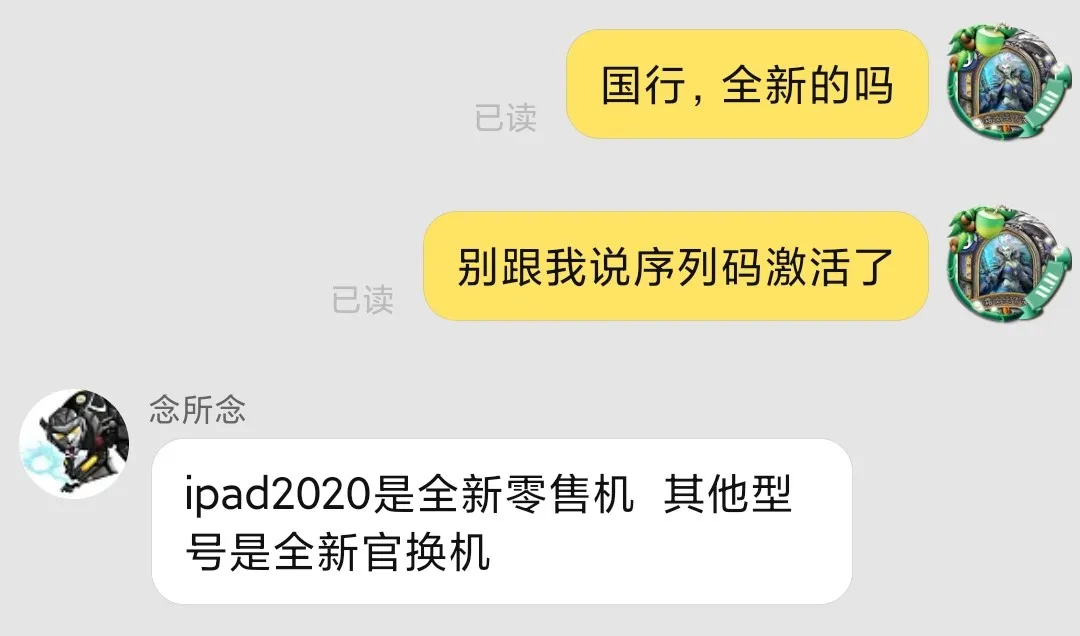 国行，全新的吗
已读
别跟我说序列码激活了
已读
念所念
ipad2020是全新零售机 其他型
号是全新官换机